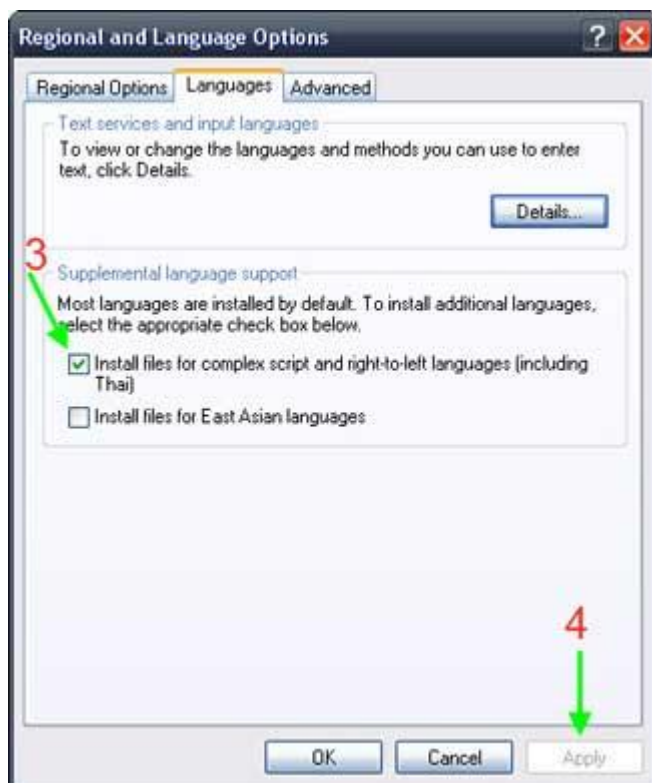 Regional and Language Options
Regional Options Languages Advanced
Text services and input languages
To view or change the languages and methods you can use to enter
text, click Details.
Details...
3
Supplemental language support
Most languages are installed by default. To install additional languages,
select the appropriate check box below.
Install files for complex script and right-to-left languages (including
Thai)
Install files for East Asian languages
4
OK Cancel Apply